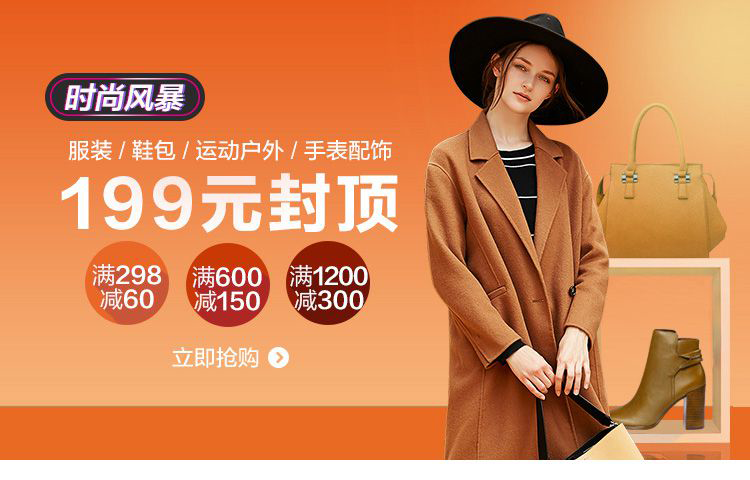 时尚风暴
服装 / 鞋包 / 运动户外 / 手表配饰
199元封顶
满298
减60
满600
减150
满1200
减300
立即抢购